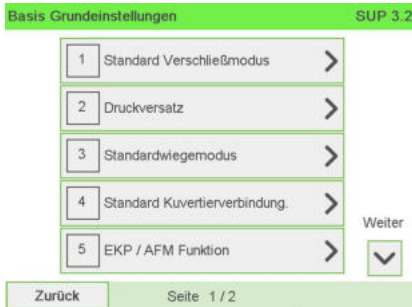 Basis Grundeinstellungen SUP 3.2
1 Standard Verschließmodus
2 Druckversatz
3 Standardwiegemodus
4 Standard Kuvertierverbindung.
5 EKP / AFM Funktion
Weiter
Zurück Seite 1 / 2